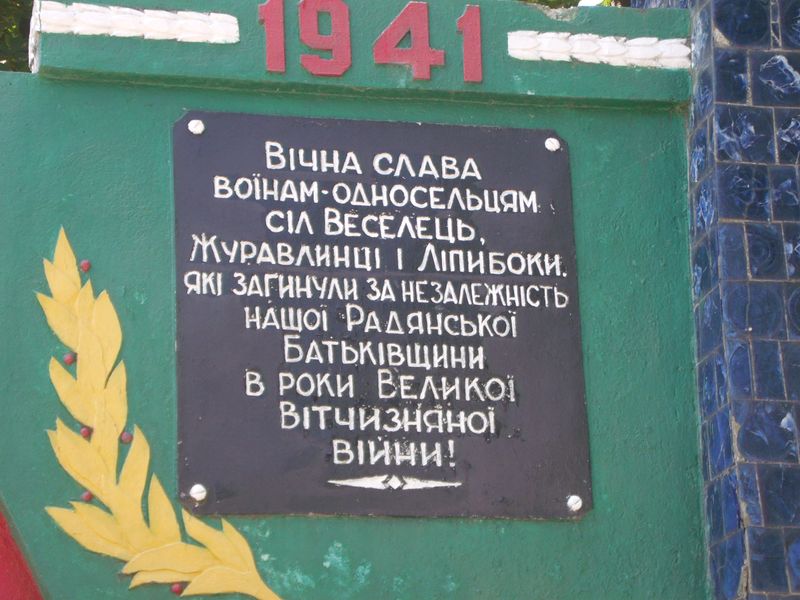 1941
Вічна слава
воїнам-односельцям
сіл Веселець,
Журавлинці і Ліпибоки.
які загинули за незалежність
нашої Радянської
Батьківщини
в роки Великої
Вітчизняної
війни!